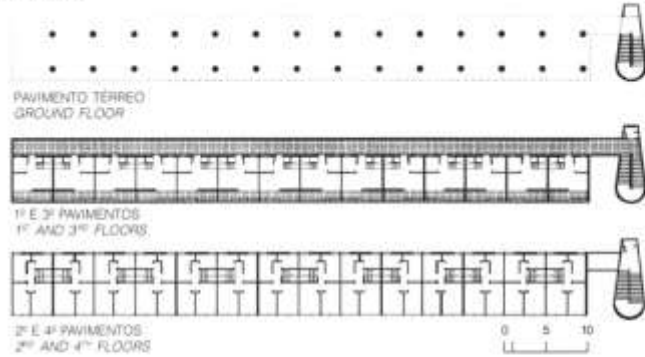 PAVIMENTO TÉRREO
GROUND FLOOR
1º E 3º PAVIMENTOS
1ST AND 3RD FLOORS
2º E 4º PAVIMENTOS
2ND AND 4TH FLOORS
0 5 10